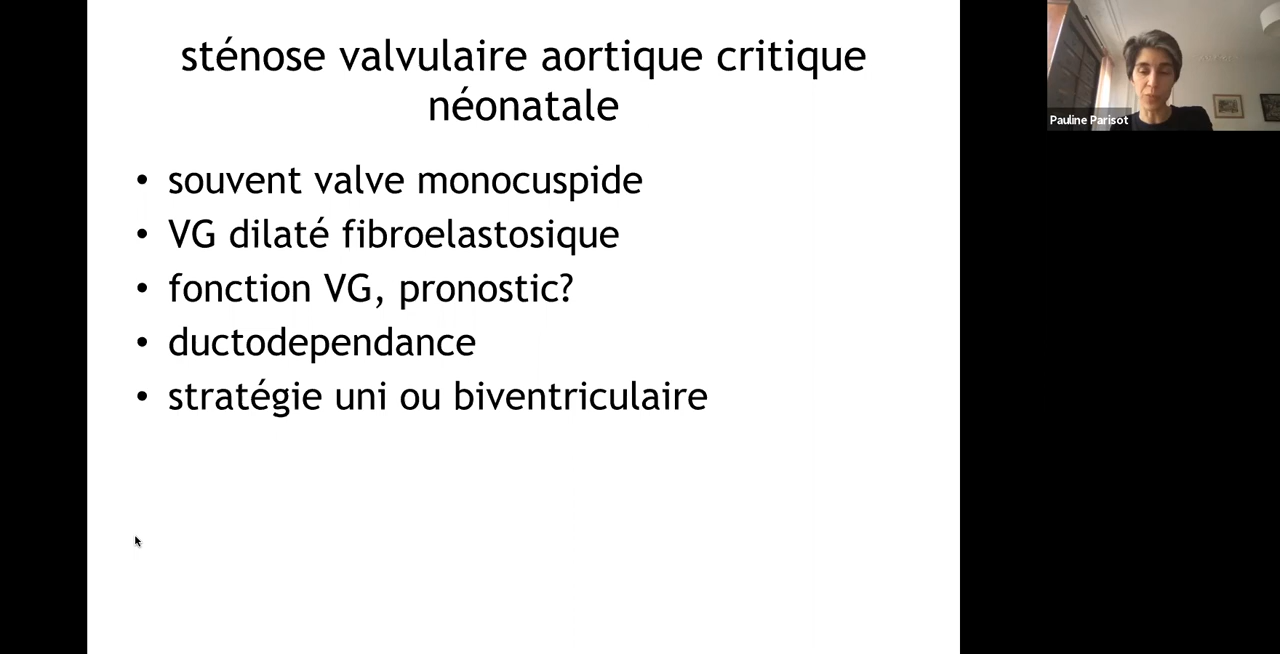 sténose valvulaire aortique critique
néonatale
• souvent valve monocuspide
• VG dilaté fibroelastosique
• fonction VG, pronostic?
• ductodependance
• stratégie uni ou biventriculaire
Pauline Parisot